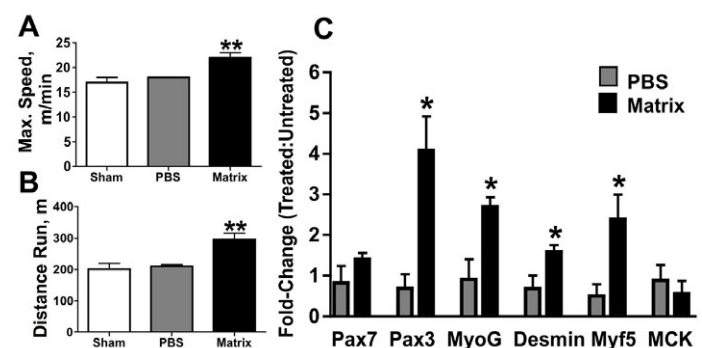 A
Max. Speed,
m/min
25
20
15
10
5
0
**
Sham PBS Matrix
B
Distance Run, m
400
300
200
100
0
**
Sham PBS Matrix
C
Fold-Change (Treated:Untreated)
6
5
4
3
2
1
0
PBS
Matrix
*
*
*
*
Pax7 Pax3 MyoG Desmin Myf5 MCK